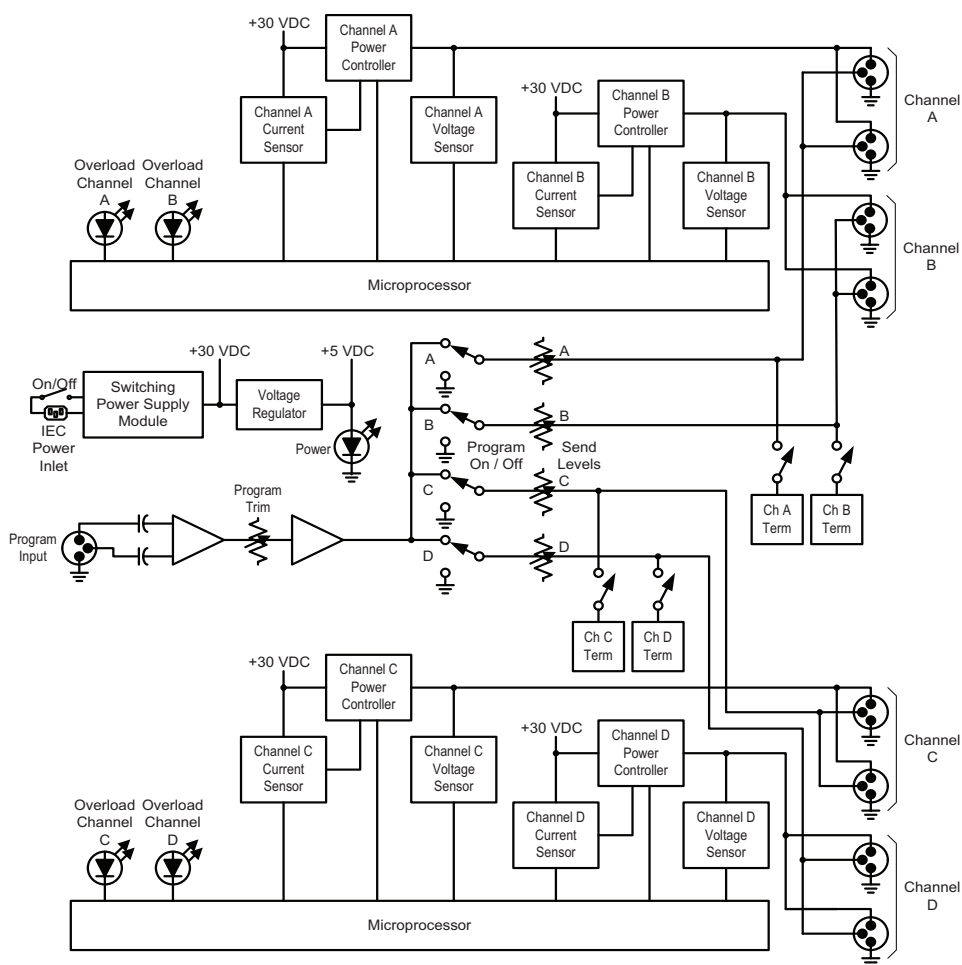 +30 VDC
Channel A
Power
Controller
Channel A
Current
Sensor
Channel A
Voltage
Sensor
+30 VDC
Channel B
Power
Controller
Channel B
Current
Sensor
Channel B
Voltage
Sensor
Channel
A
Channel
B
Overload
Channel
A
Overload
Channel
B
Microprocessor
+30 VDC
+5 VDC
On/Off
IEC
Power
Inlet
Switching
Power Supply
Module
Voltage
Regulator
Power
A
B
C
D
Program
On / Off
Send
Levels
A
B
C
D
Ch A
Term
Ch B
Term
Program
Input
Program
Trim
Ch C
Term
Ch D
Term
+30 VDC
Channel C
Power
Controller
Channel C
Current
Sensor
Channel C
Voltage
Sensor
+30 VDC
Channel D
Power
Controller
Channel D
Current
Sensor
Channel D
Voltage
Sensor
Channel
C
Channel
D
Overload
Channel
C
Overload
Channel
D
Microprocessor